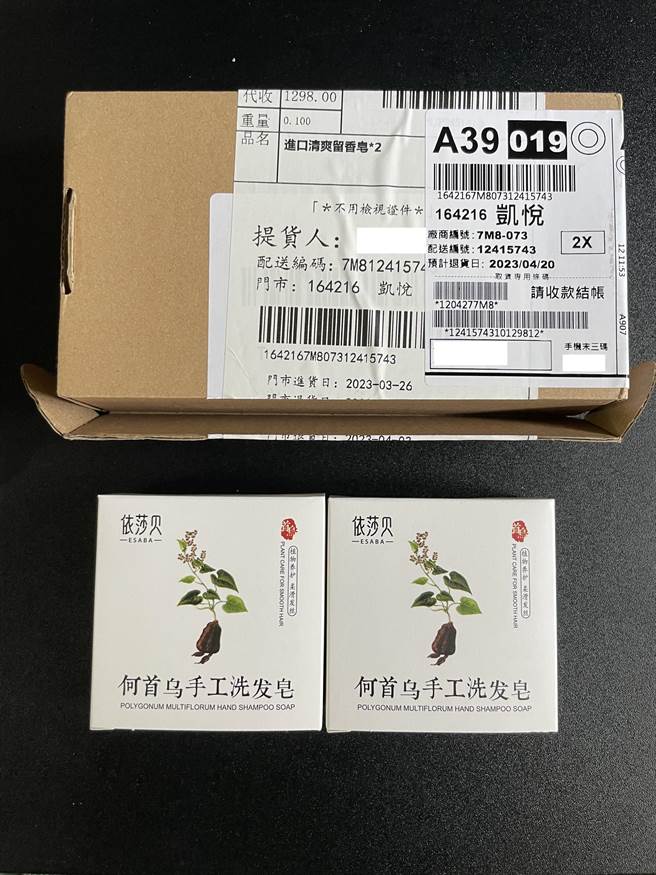 代收 1298.00
重量 0.100
品名 進口清爽留香皂*2
「*不用檢視證件*
提貨人:
配送編碼: 7M8124157
門市: 164216 凱悅
1642167M807312415743
門市進貨日: 2023-03-26
A39 019
1642167M807312415743
164216 凱悅
廠商編號: 7M8-073
配送編號: 12415743
2X
預計退貨日: 2023/04/20
取貨專用條碼
請收款結帳
*1204277M8*
*1241574310129812*
手機末三碼
12 11:53
A907
依莎贝
ESABA
植物养护 柔滑发丝
PLANT CARE FOR SMOOTH HAIR
何首乌手工洗发皂
POLYGONUM MULTIFLORUM HAND SHAMPOO SOAP
依莎贝
ESABA
植物养护 柔滑发丝
PLANT CARE FOR SMOOTH HAIR
何首乌手工洗发皂
POLYGONUM MULTIFLORUM HAND SHAMPOO SOAP